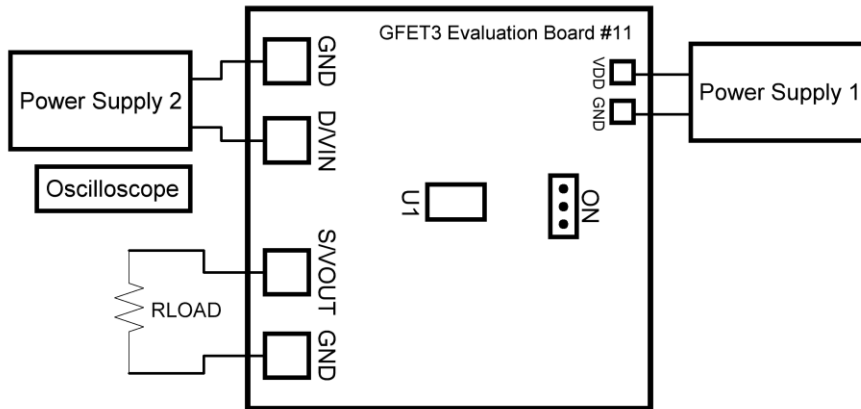 GFET3 Evaluation Board #11
Power Supply 2
GND
D/VIN
Oscilloscope
S/VOUT
GND
RLOAD
U1
ON
VDD
GND
Power Supply 1